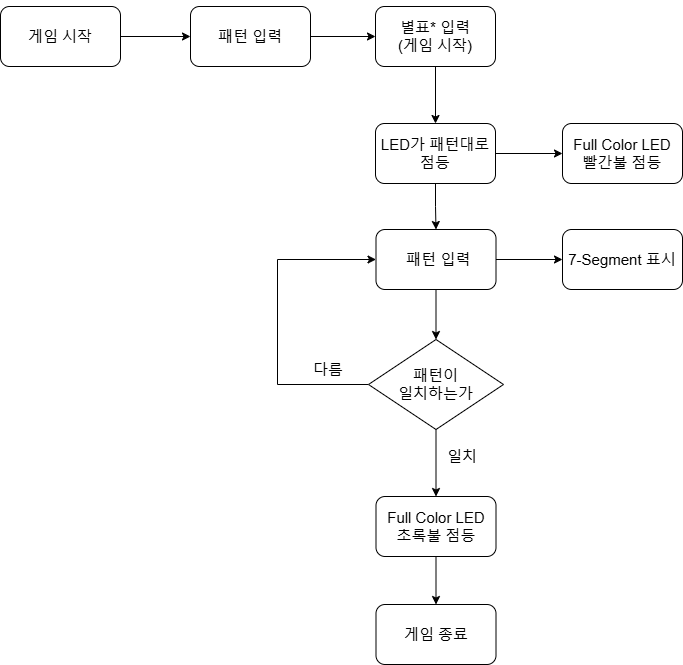 게임 시작
패턴 입력
별표* 입력
(게임 시작)
LED가 패턴대로
점등
Full Color LED
빨간불 점등
패턴 입력
7-Segment 표시
다름
패턴이
일치하는가
일치
Full Color LED
초록불 점등
게임 종료